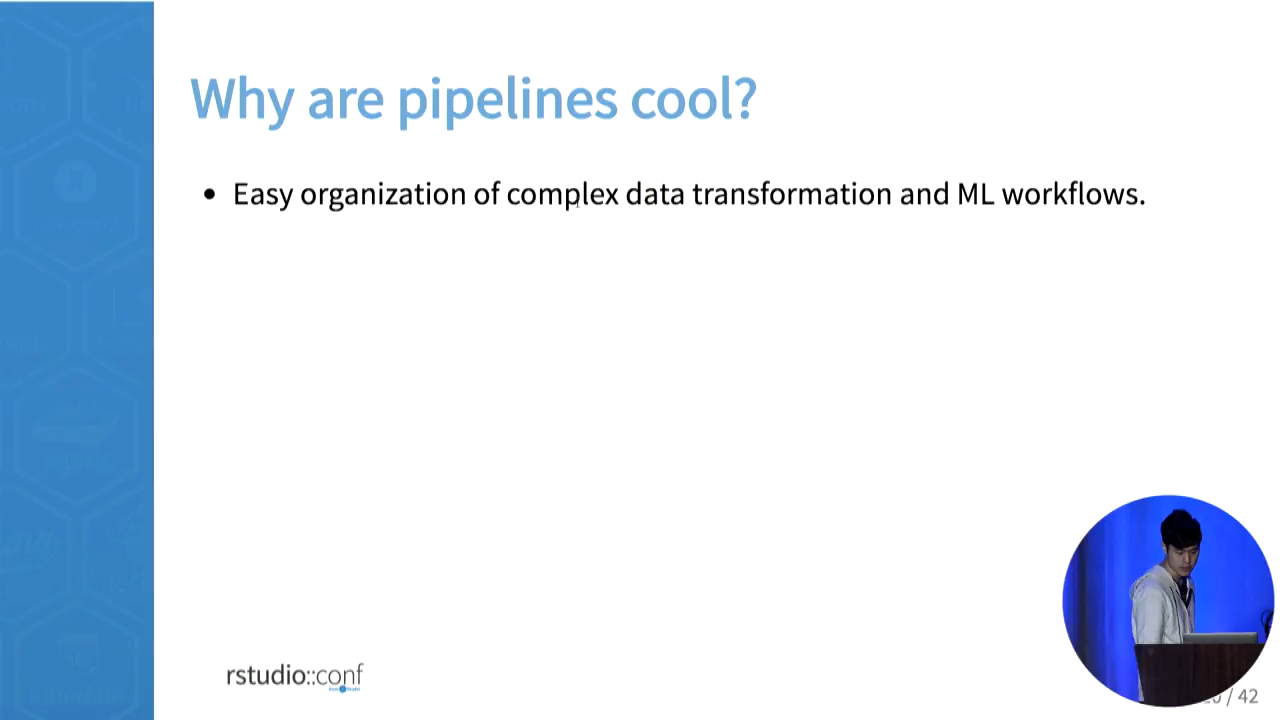 Why are pipelines cool?
• Easy organization of complex data transformation and ML workflows.
rstudio::conf
/ 42